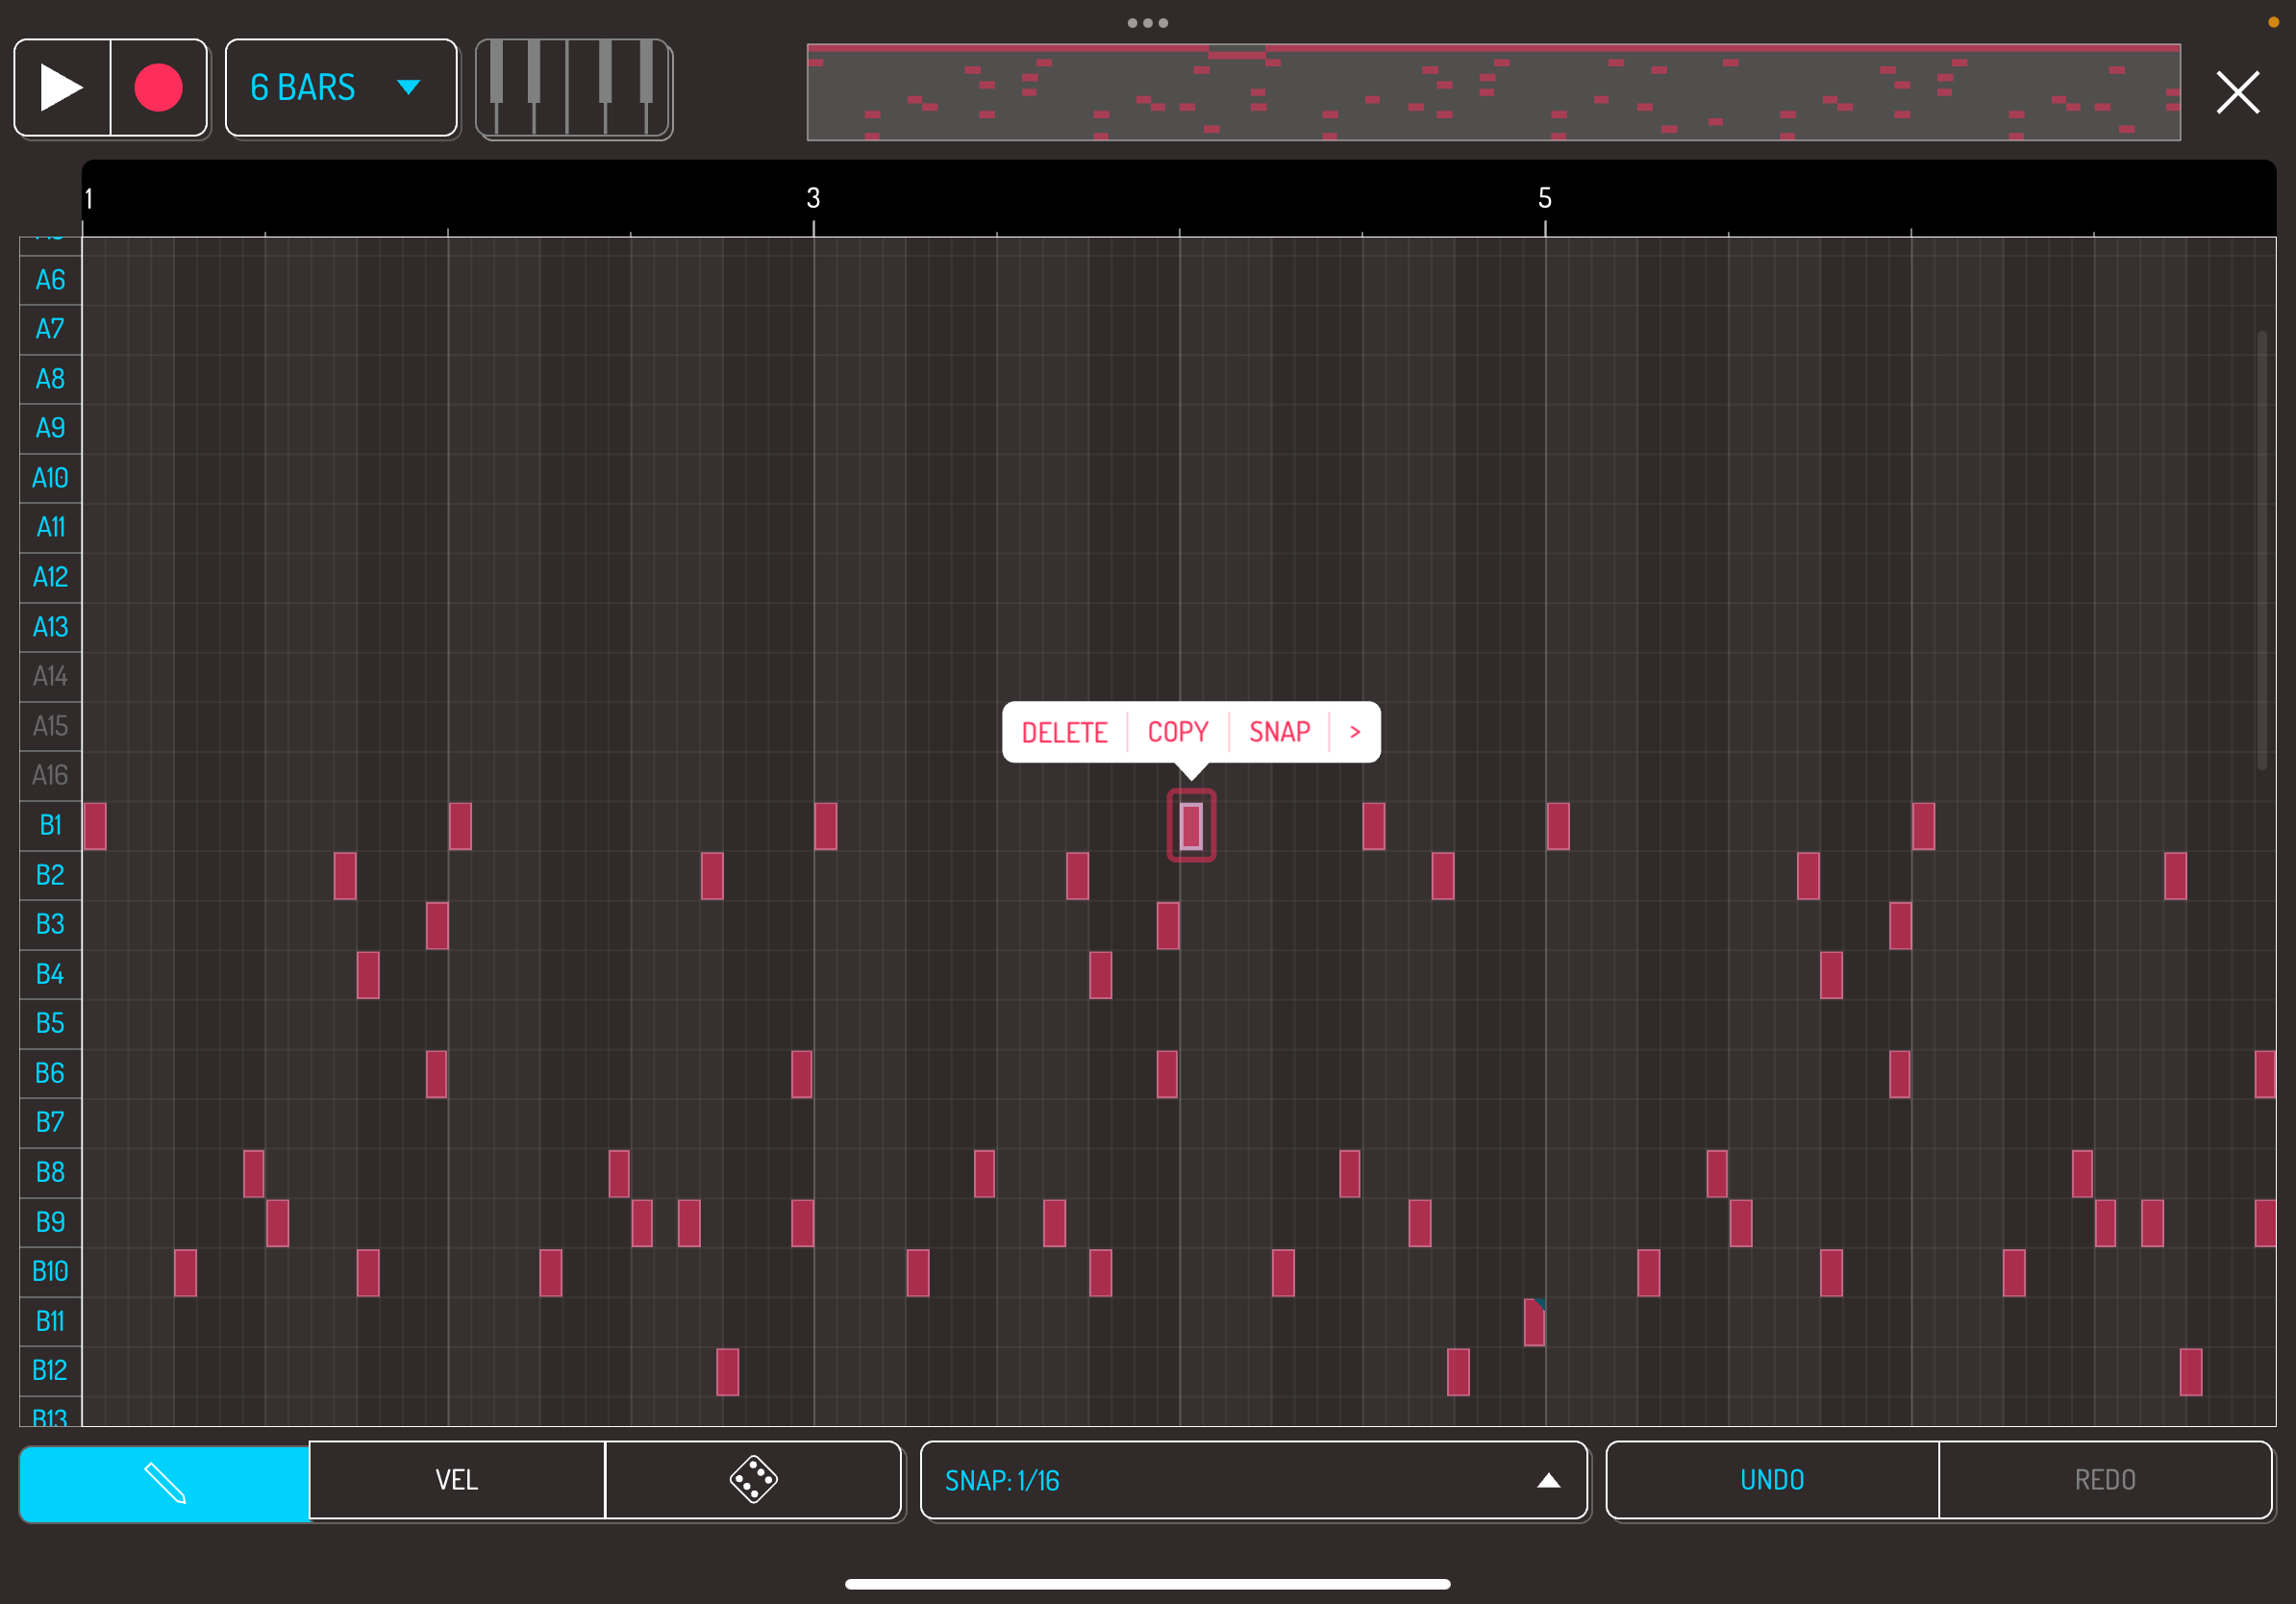 6 BARS
1 3 5
A6
A7
A8
A9
A10
A11
A12
A13
A14
A15
A16
DELETE COPY SNAP >
B1
B2
B3
B4
B5
B6
B7
B8
B9
B10
B11
B12
B13
VEL SNAP: 1/16 UNDO REDO